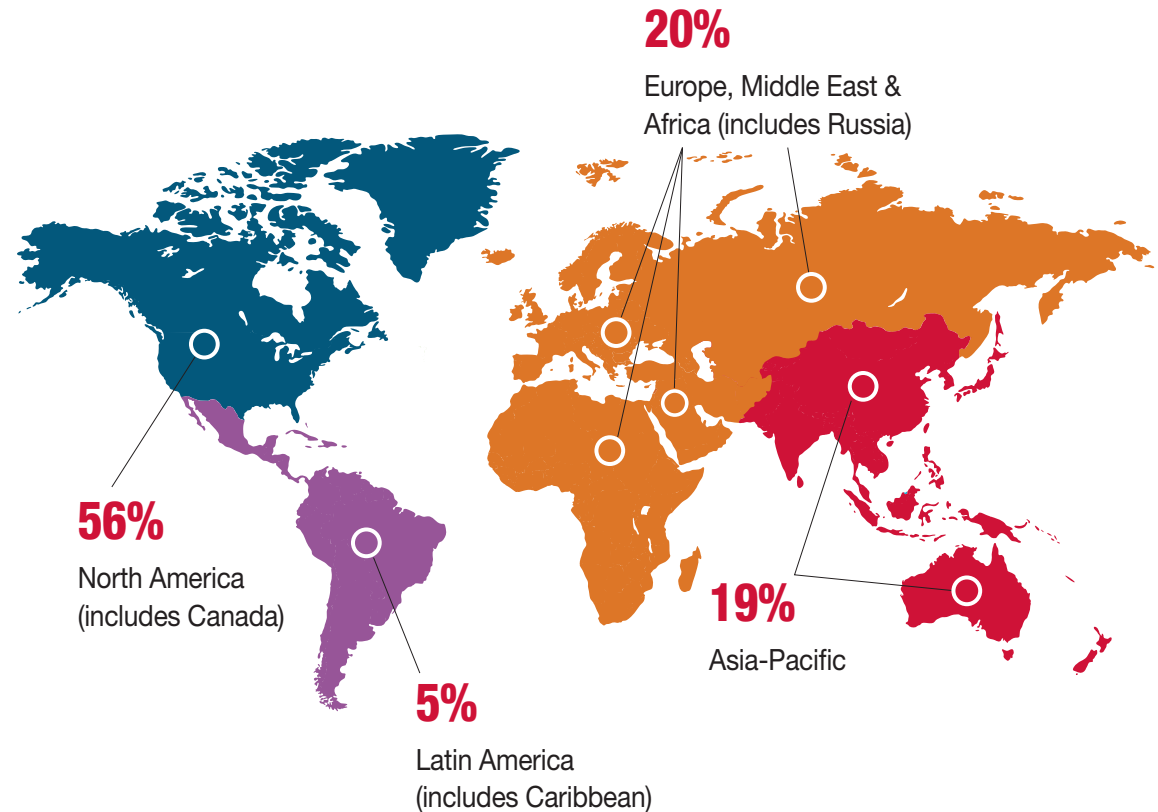 20%
Europe, Middle East &
Africa (includes Russia)
56%
North America
(includes Canada)
19%
Asia-Pacific
5%
Latin America
(includes Caribbean)